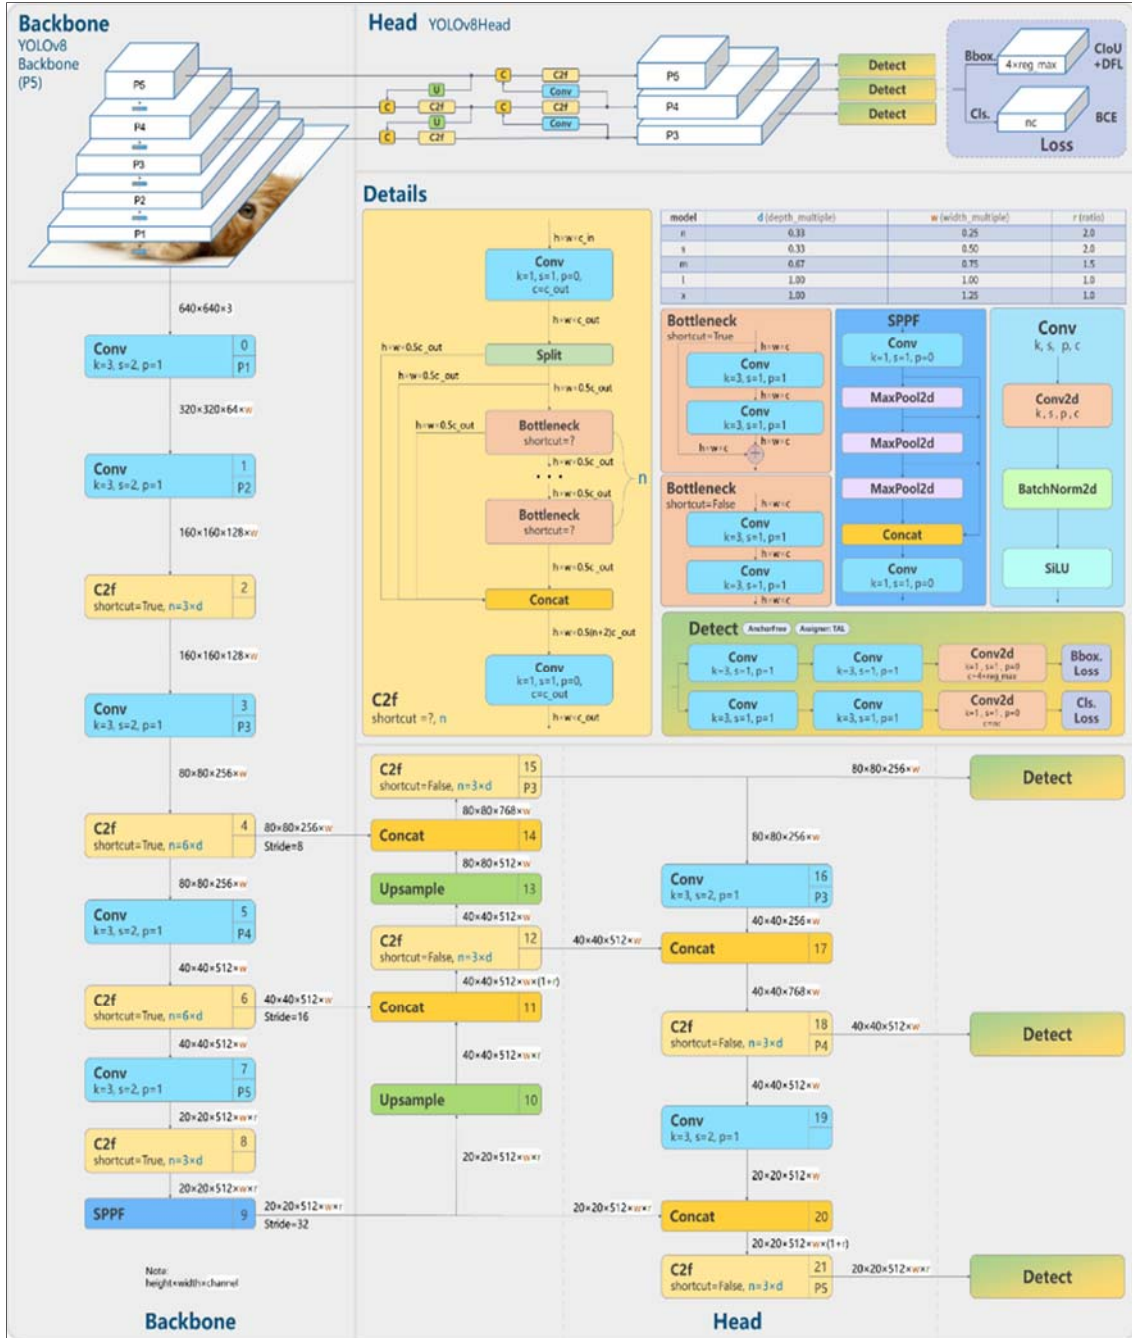 Backbone
YOLOv8
Backbone
(P5)
P5
P4
P3
P2
P1
Head YOLOv8Head
C
C2f
U
Conv
C
C2f
C
C2f
U
Conv
C
C2f
P5
P4
P3
Detect
Detect
Detect
Bbox.
4×reg_max
CIoU
+DFL
Cls.
nc
BCE
Loss
Details
h×w×c_in
Conv
k=1, s=1, p=0,
c=c_out
h×w×c_out
h×w×0.5c_out
Split
h×w×0.5c_out
h×w×0.5c_out
h×w×0.5c_out
Bottleneck
shortcut=?
h×w×0.5c_out
...
n
h×w×0.5c_out
Bottleneck
shortcut=?
h×w×0.5c_out
Concat
h×w×0.5(n+2)c_out
Conv
k=1, s=1, p=0,
c=c_out
C2f
shortcut =?, n
h×w×c_out
model d (depth_multiple) w (width_multiple) r (ratio)
n 0.33 0.25 2.0
s 0.33 0.50 2.0
m 0.67 0.75 1.5
l 1.00 1.00 1.0
x 1.00 1.25 1.0
Bottleneck
shortcut=True
h×w×c
Conv
k=3, s=1, p=1
h×w×c
Conv
k=3, s=1, p=1
h×w×c
h×w×c
+
Bottleneck
shortcut=False
h×w×c
Conv
k=3, s=1, p=1
h×w×c
Conv
k=3, s=1, p=1
h×w×c
SPPF
Conv
k=1, s=1, p=0
MaxPool2d
MaxPool2d
MaxPool2d
Concat
Conv
k=1, s=1, p=0
Conv
k, s, p, c
Conv2d
k, s, p, c
BatchNorm2d
SiLU
Detect AnchorFree Assigner: TAL
Conv
k=3, s=1, p=1
Conv
k=3, s=1, p=1
Conv2d
k=1, s=1, p=0
c=4×reg_max
Bbox.
Loss
Conv
k=3, s=1, p=1
Conv
k=3, s=1, p=1
Conv2d
k=1, s=1, p=0
c=nc
Cls.
Loss
640×640×3
Conv 0
k=3, s=2, p=1 P1
320×320×64×w
Conv 1
k=3, s=2, p=1 P2
160×160×128×w
C2f 2
shortcut=True, n=3×d
160×160×128×w
Conv 3
k=3, s=2, p=1 P3
80×80×256×w
C2f 4
shortcut=True, n=6×d
80×80×256×w
Stride=8
80×80×256×w
Conv 5
k=3, s=2, p=1 P4
40×40×512×w
C2f 6
shortcut=True, n=6×d
40×40×512×w
Stride=16
40×40×512×w
Conv 7
k=3, s=2, p=1 P5
20×20×512×w×r
C2f 8
shortcut=True, n=3×d
20×20×512×w×r
SPPF 9
20×20×512×w×r
Stride=32
Note:
height×width×channel
Backbone
C2f 15
shortcut=False, n=3×d P3
80×80×768×w
Concat 14
80×80×512×w
Upsample 13
40×40×512×w
C2f 12
shortcut=False, n=3×d
40×40×512×w
40×40×512×w×(1+r)
Concat 11
40×40×512×w×r
Upsample 10
20×20×512×w×r
80×80×256×w
Detect
80×80×256×w
Conv 16
k=3, s=2, p=1 P3
40×40×256×w
Concat 17
40×40×768×w
C2f 18
shortcut=False, n=3×d P4
40×40×512×w
Detect
40×40×512×w
Conv 19
k=3, s=2, p=1
20×20×512×w
20×20×512×w×r
Concat 20
20×20×512×w×(1+r)
C2f 21
shortcut=False, n=3×d P5
20×20×512×w×r
Detect
Head